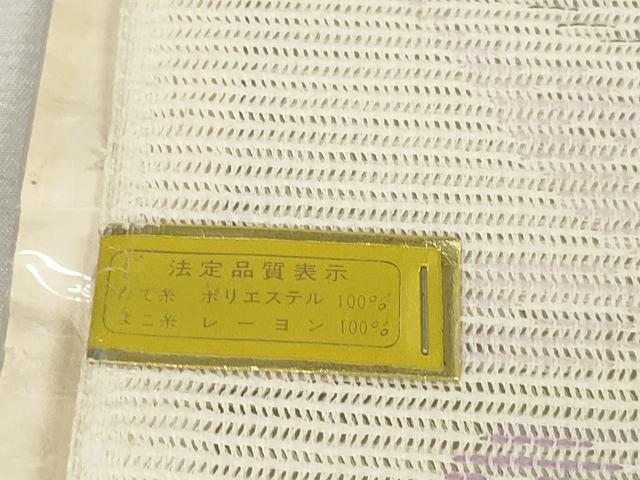 法定品質表示
たて糸 ポリエステル 100%
よこ糸 レーヨン 100%